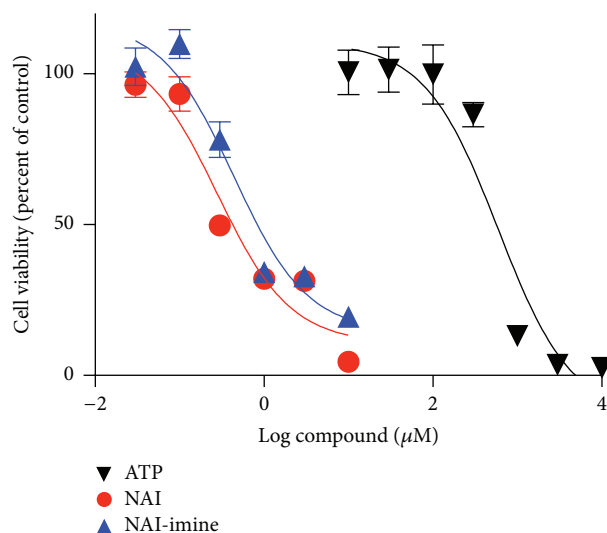 Cell viability (percent of control)
100
50
0
−2
0
2
4
Log compound (μM)
ATP
NAI
NAI-imine